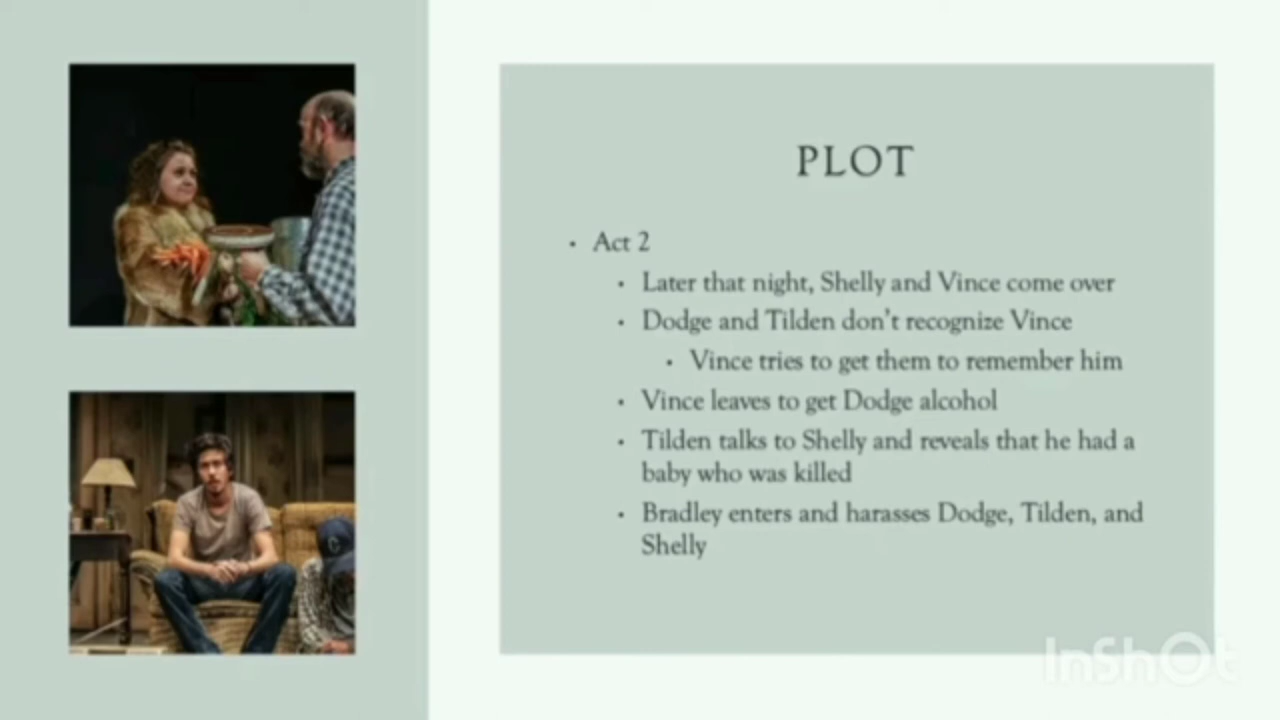 PLOT
• Act 2
• Later that night, Shelly and Vince come over
• Dodge and Tilden don't recognize Vince
• Vince tries to get them to remember him
• Vince leaves to get Dodge alcohol
• Tilden talks to Shelly and reveals that he had a
baby who was killed
• Bradley enters and harasses Dodge, Tilden, and
Shelly
InShOt